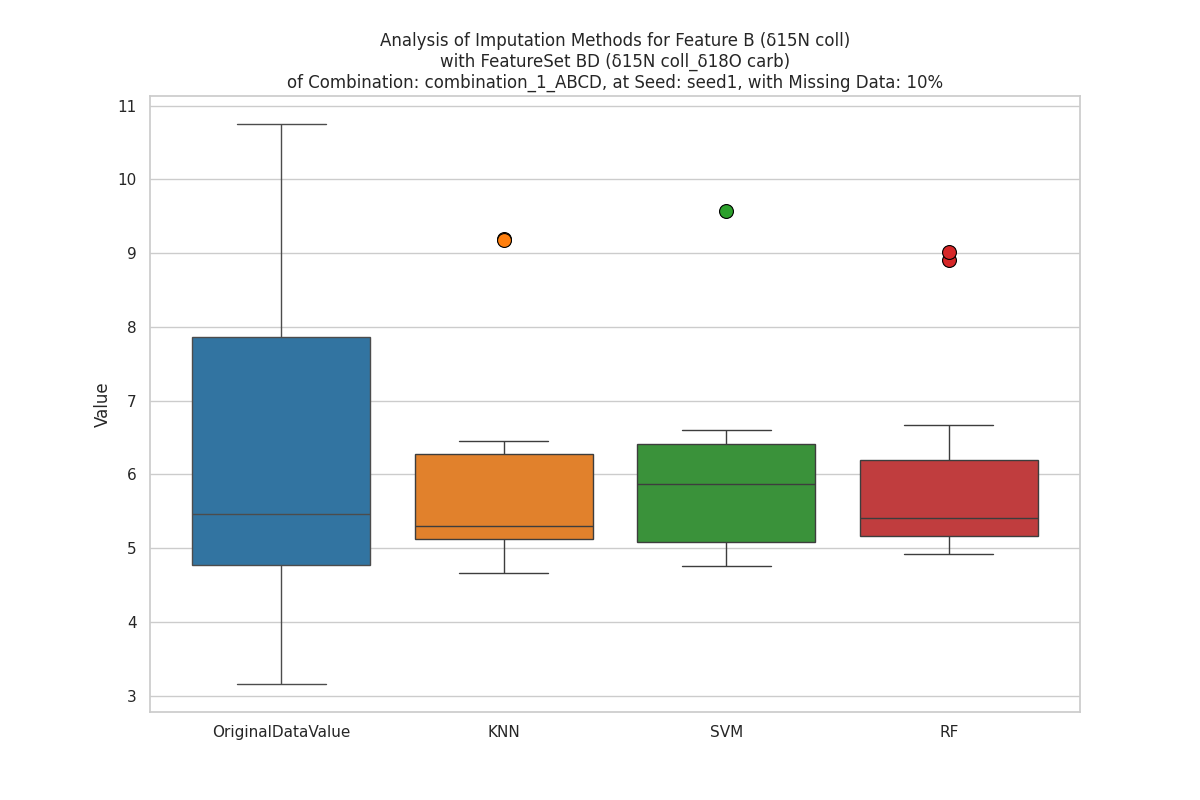 Analysis of Imputation Methods for Feature B (δ15N coll)
with FeatureSet BD (δ15N coll_δ18O carb)
of Combination: combination_1_ABCD, at Seed: seed1, with Missing Data: 10%
11
10
9
8
7
6
5
4
3
Value
OriginalDataValue
KNN
SVM
RF